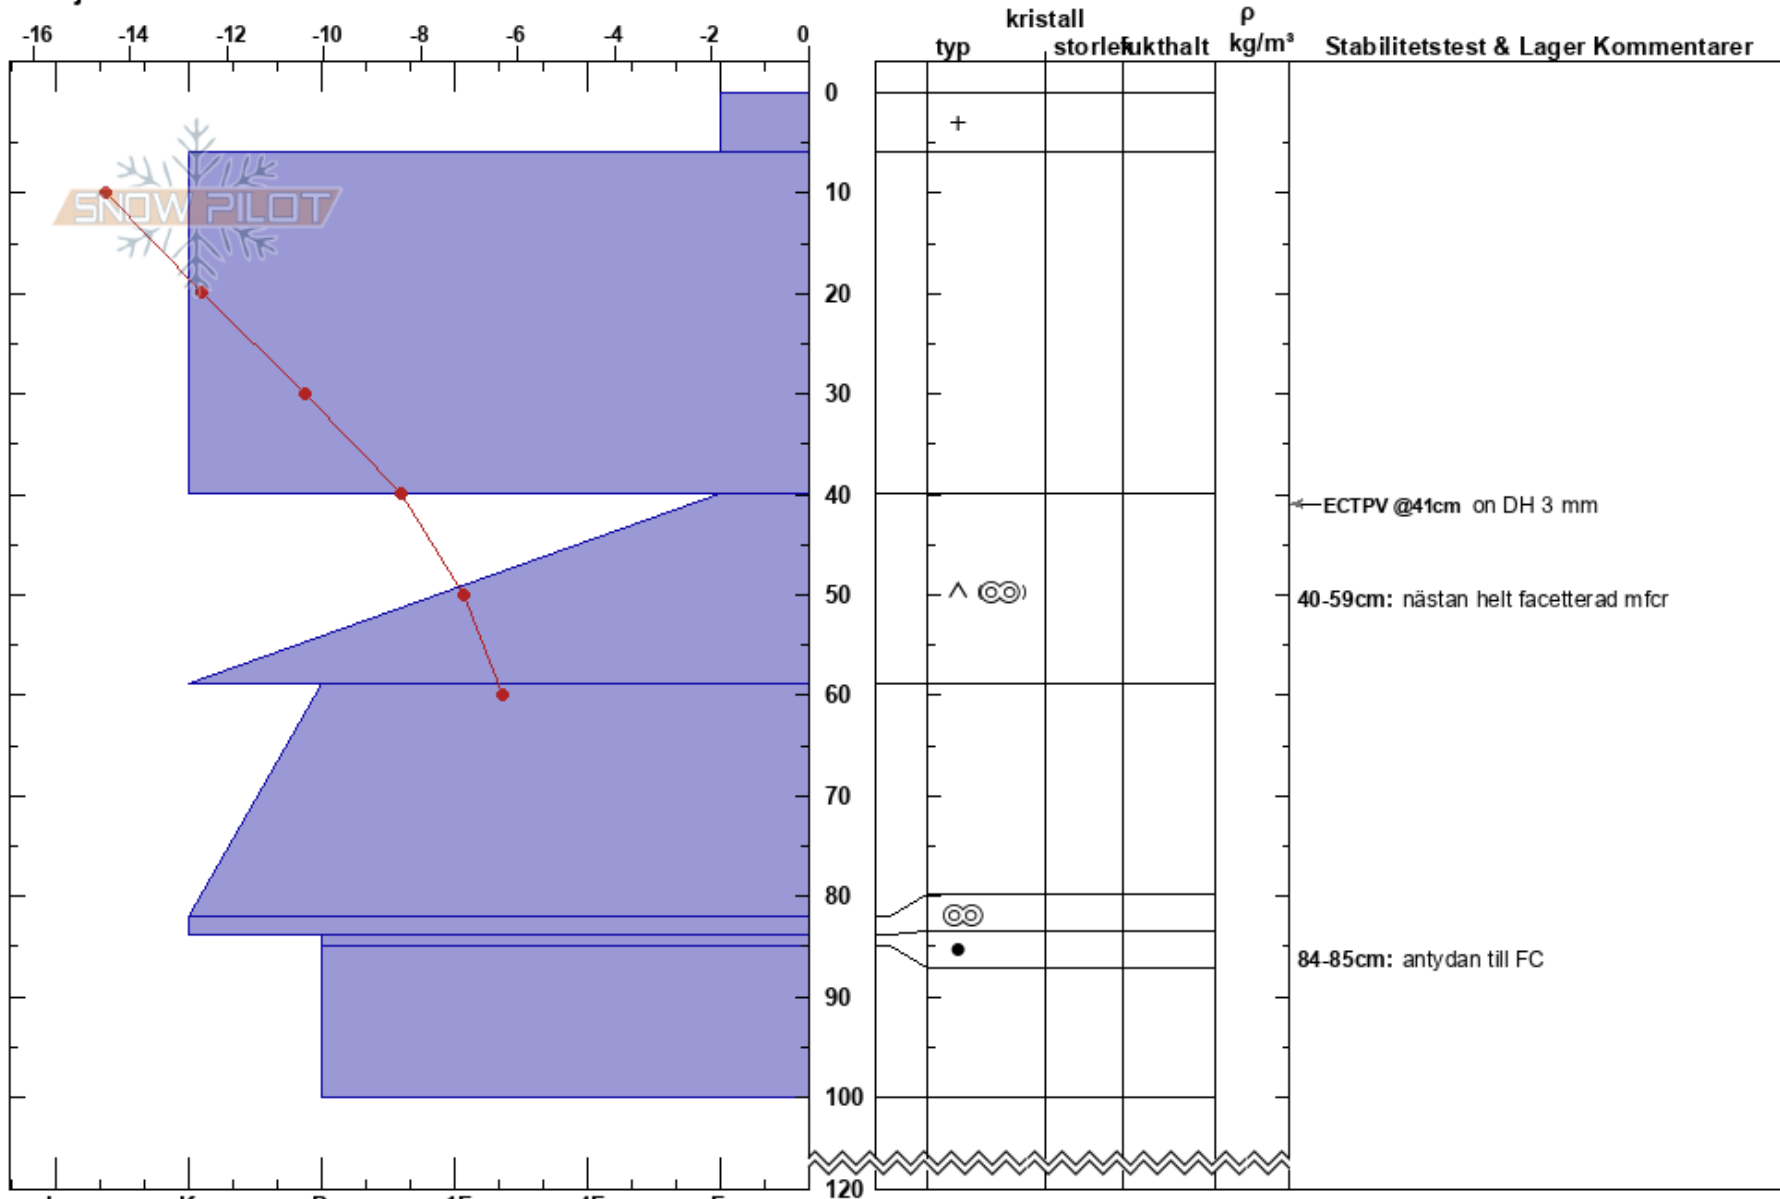 kristall ρ
typ storlek fukthalt kg/m³ Stabilitetstest & Lager Kommentarer
-16 -14 -12 -10 -8 -6 -4 -2 0
0
+
10
SNOW PILOT
20
30
40
ECTPV @41cm on DH 3 mm
50
40-59cm: nästan helt facetterad mfcr
60
70
80
84-85cm: antydan till FC
90
100
120